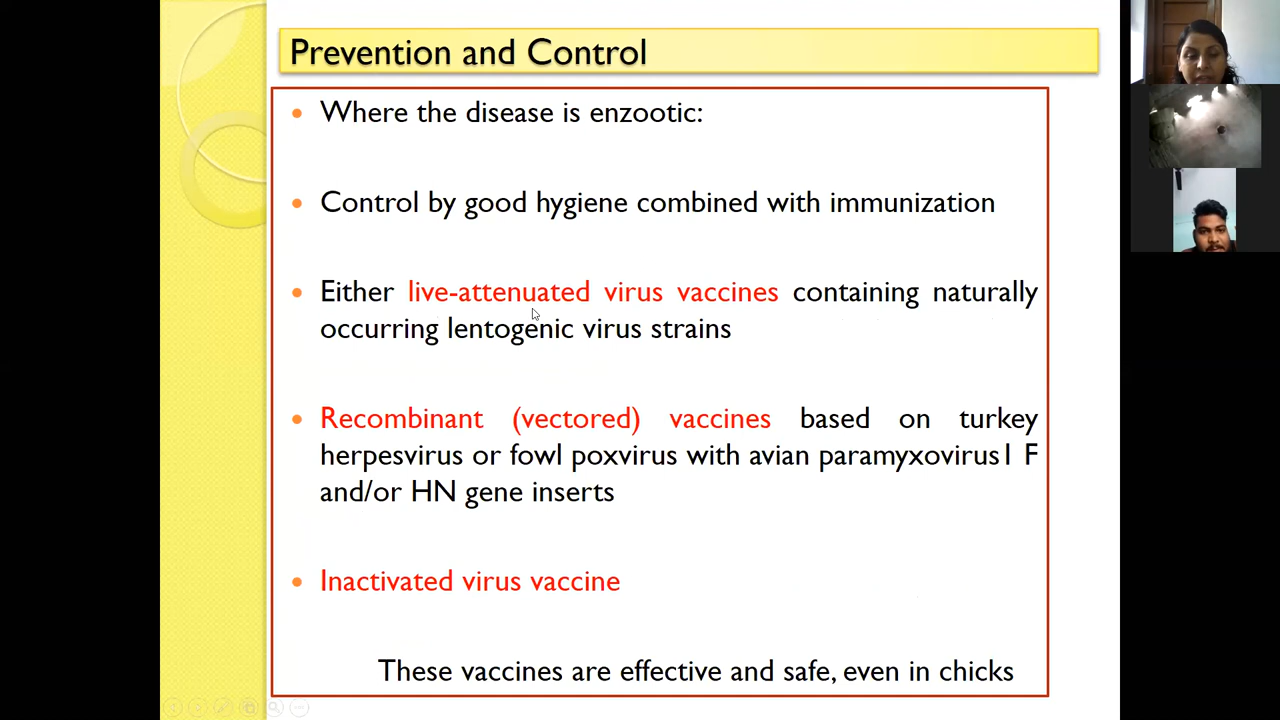 Prevention and Control
Where the disease is enzootic:
Control by good hygiene combined with immunization
Either live-attenuated virus vaccines containing naturally
occurring lentogenic virus strains
Recombinant (vectored) vaccines based on turkey
herpesvirus or fowl poxvirus with avian paramyxovirus1 F
and/or HN gene inserts
Inactivated virus vaccine
These vaccines are effective and safe, even in chicks